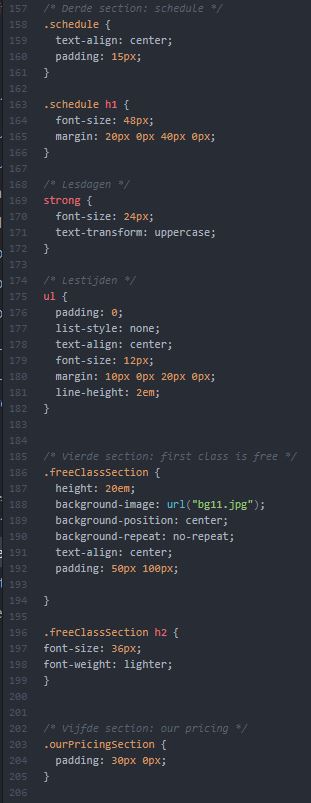 157 /* Derde section: schedule */
158 .schedule {
159   text-align: center;
160   padding: 15px;
161 }
162
163 .schedule h1 {
164   font-size: 48px;
165   margin: 20px 0px 40px 0px;
166 }
167
168 /* Lesdagen */
169 strong {
170   font-size: 24px;
171   text-transform: uppercase;
172 }
173
174 /* Lestijden */
175 ul {
176   padding: 0;
177   list-style: none;
178   text-align: center;
179   font-size: 12px;
180   margin: 10px 0px 20px 0px;
181   line-height: 2em;
182 }
183
184
185 /* Vierde section: first class is free */
186 .freeClassSection {
187   height: 20em;
188   background-image: url("bg11.jpg");
189   background-position: center;
190   background-repeat: no-repeat;
191   text-align: center;
192   padding: 50px 100px;
193
194 }
195
196 .freeClassSection h2 {
197 font-size: 36px;
198 font-weight: lighter;
199 }
200
201
202 /* Vijfde section: our pricing */
203 .ourPricingSection {
204   padding: 30px 0px;
205 }
206